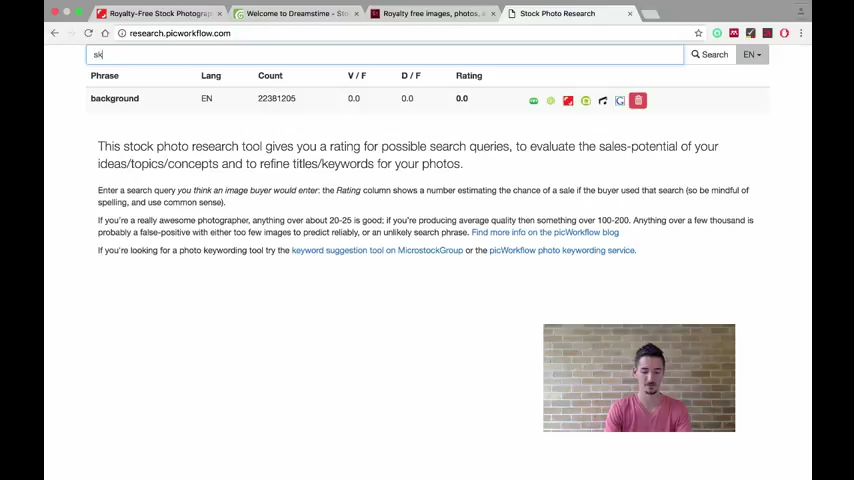 Royalty-Free Stock Photograp
Welcome to Dreamstime - Sto
Royalty free images, photos, a
Stock Photo Research
research.picworkflow.com
sk
Search
EN
Phrase Lang Count V / F D / F Rating
background EN 22381205 0.0 0.0 0.0
This stock photo research tool gives you a rating for possible search queries, to evaluate the sales-potential of your
ideas/topics/concepts and to refine titles/keywords for your photos.
Enter a search query you think an image buyer would enter: the Rating column shows a number estimating the chance of a sale if the buyer used that search (so be mindful of
spelling, and use common sense).
If you're a really awesome photographer, anything over about 20-25 is good; if you're producing average quality then something over 100-200. Anything over a few thousand is
probably a false-positive with either too few images to predict reliably, or an unlikely search phrase. Find more info on the picWorkflow blog
If you're looking for a photo keywording tool try the keyword suggestion tool on MicrostockGroup or the picWorkflow photo keywording service.